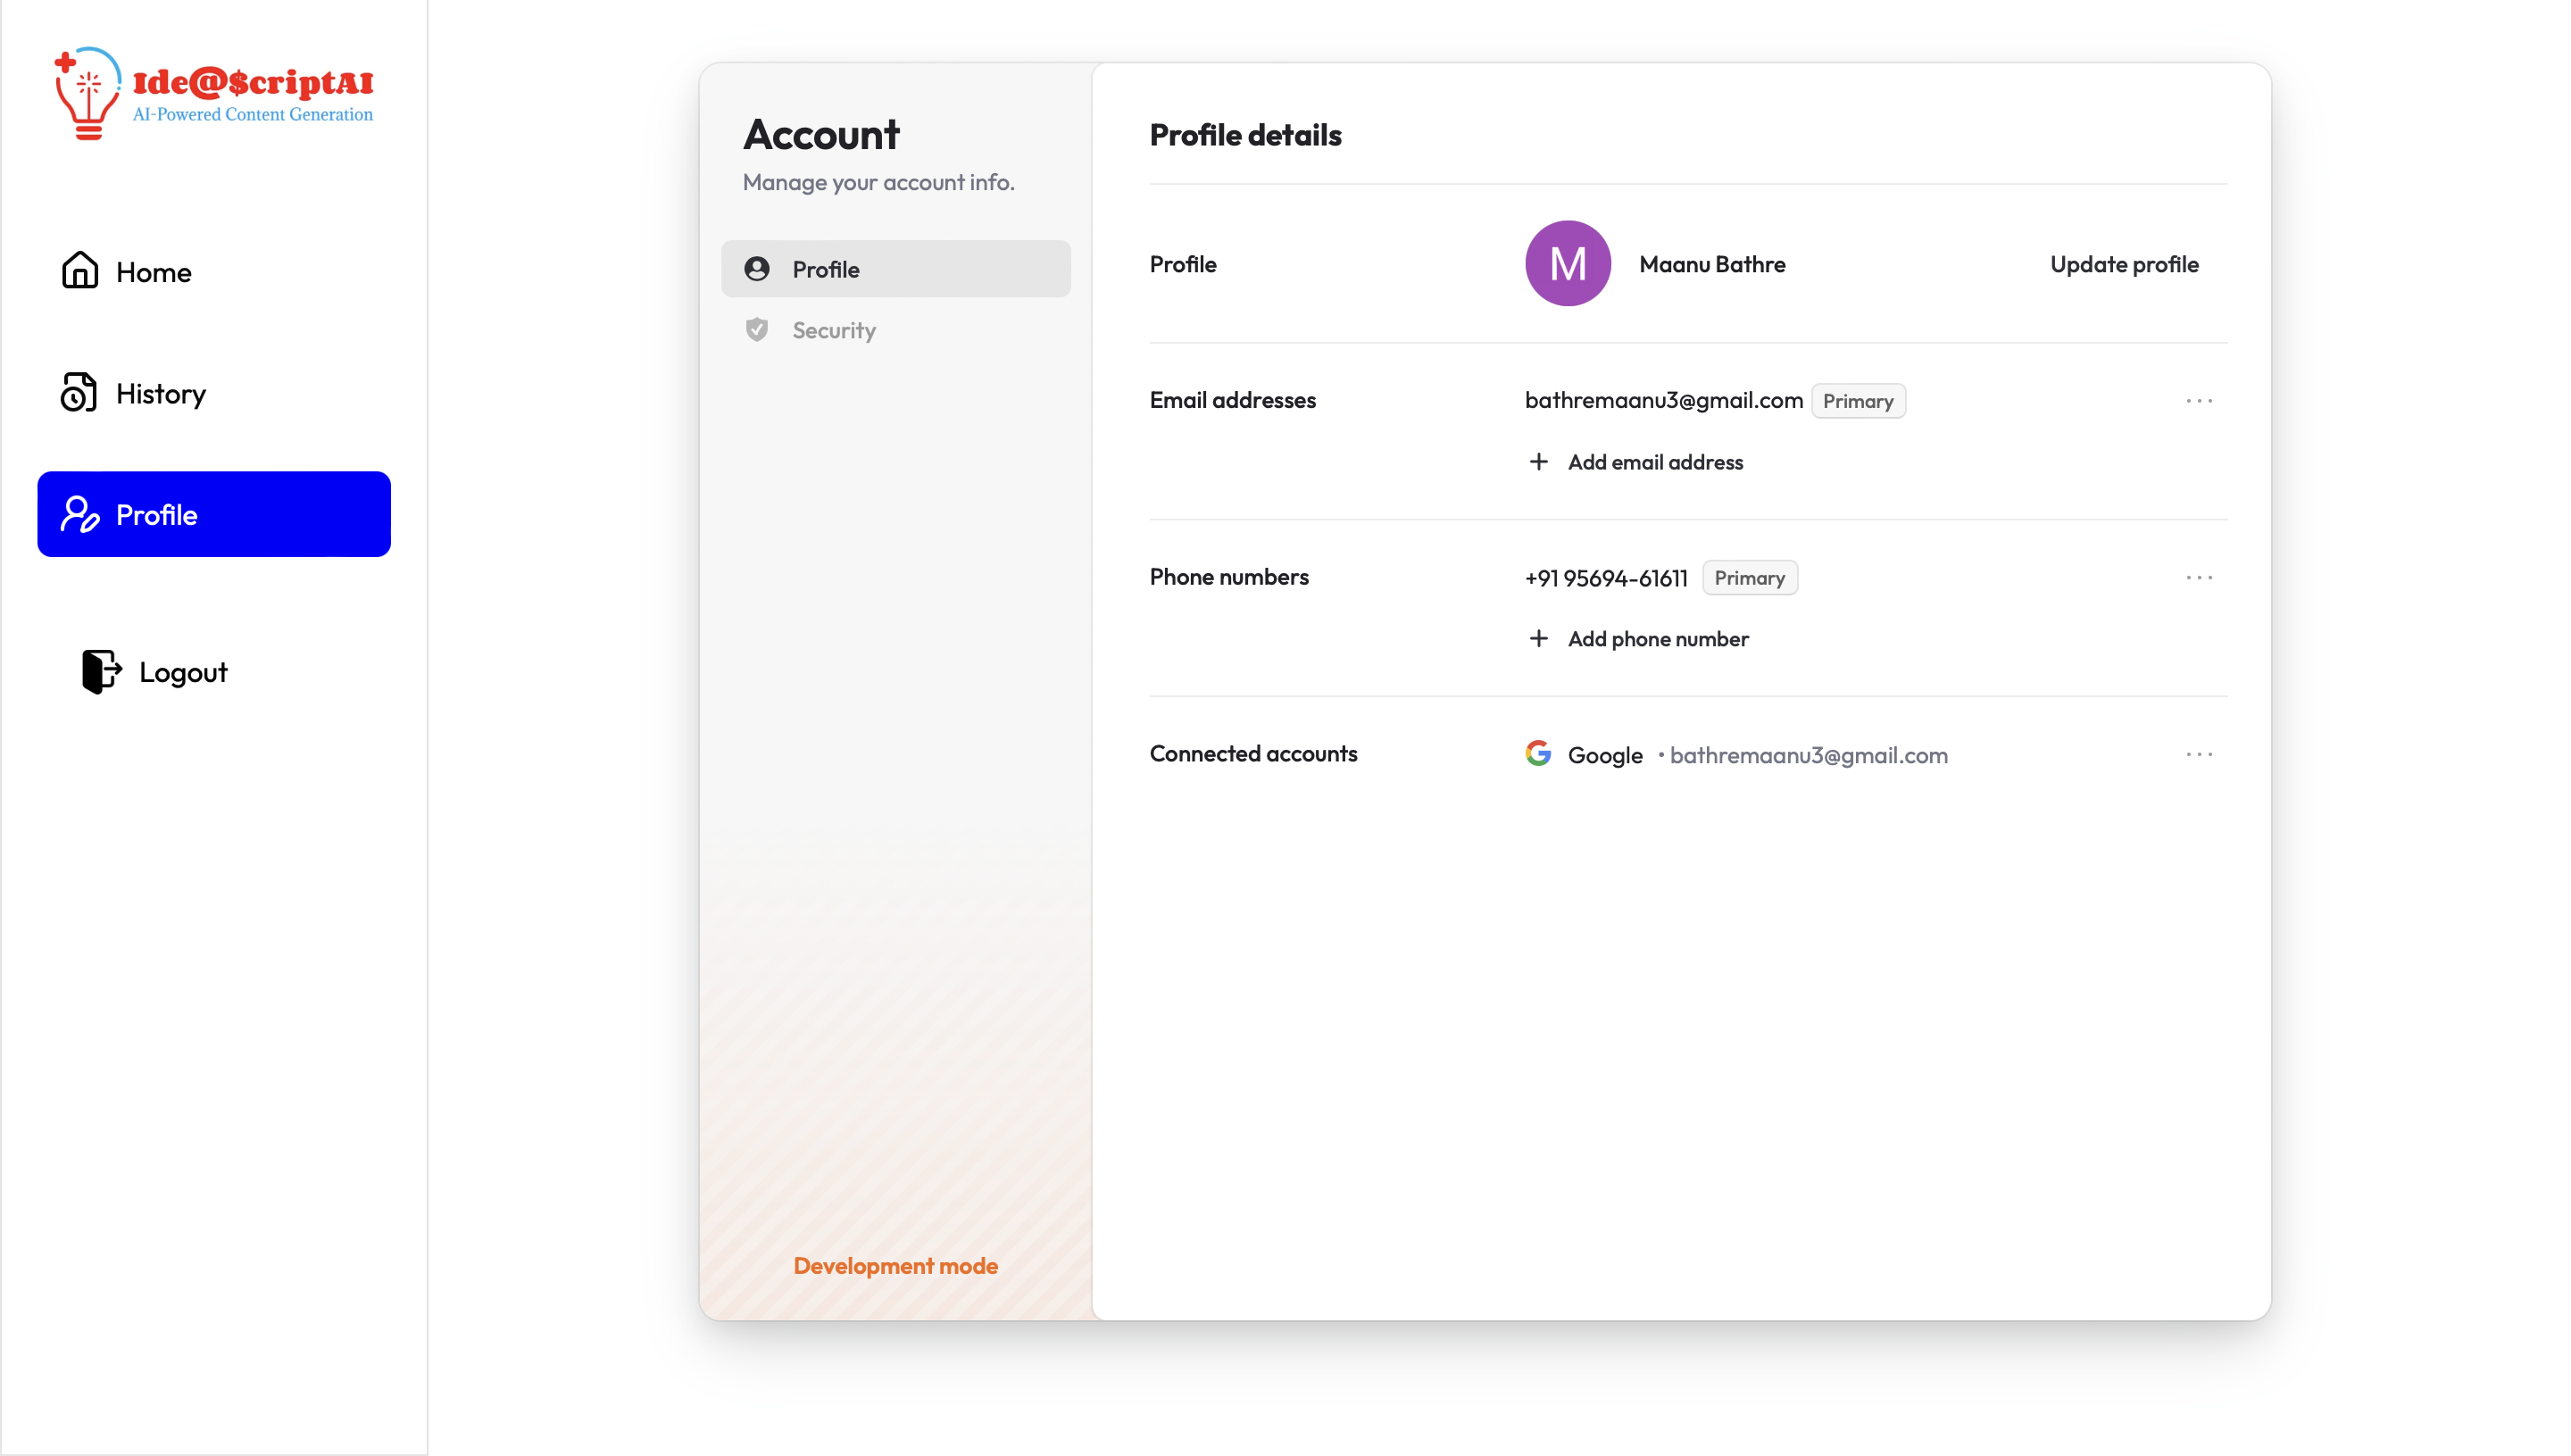 Ide@$criptAI
AI-Powered Content Generation
Home
History
Profile
Logout
Account
Manage your account info.
Profile
Security
Development mode
Profile details
Profile
M
Maanu Bathre
Update profile
Email addresses
bathremaanu3@gmail.com Primary
+ Add email address
Phone numbers
+91 95694-61611 Primary
+ Add phone number
Connected accounts
Google • bathremaanu3@gmail.com